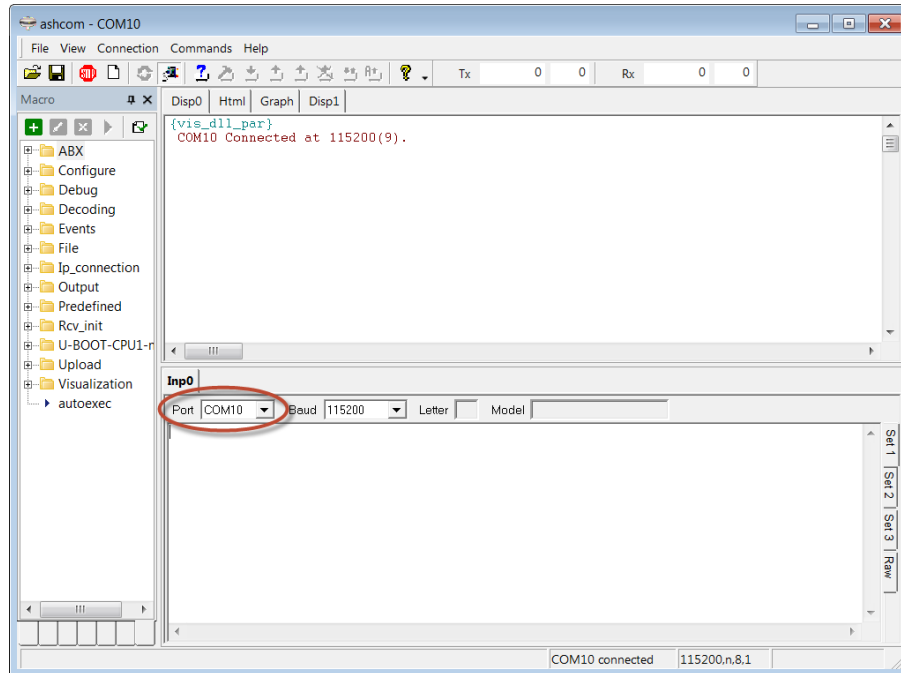 ashcom - COM10
File View Connection Commands Help
Tx 0 0 Rx 0 0
Macro
Disp0 Html Graph Disp1
{vis_dll_par}
COM10 Connected at 115200(9).
ABX
Configure
Debug
Decoding
Events
File
Ip_connection
Output
Predefined
Rcv_init
U-BOOT-CPU1-
Upload
Visualization
autoexec
Inp0
Port COM10 Baud 115200 Letter Model
Set 1
Set 2
Set 3
Raw
COM10 connected 115200,n,8,1